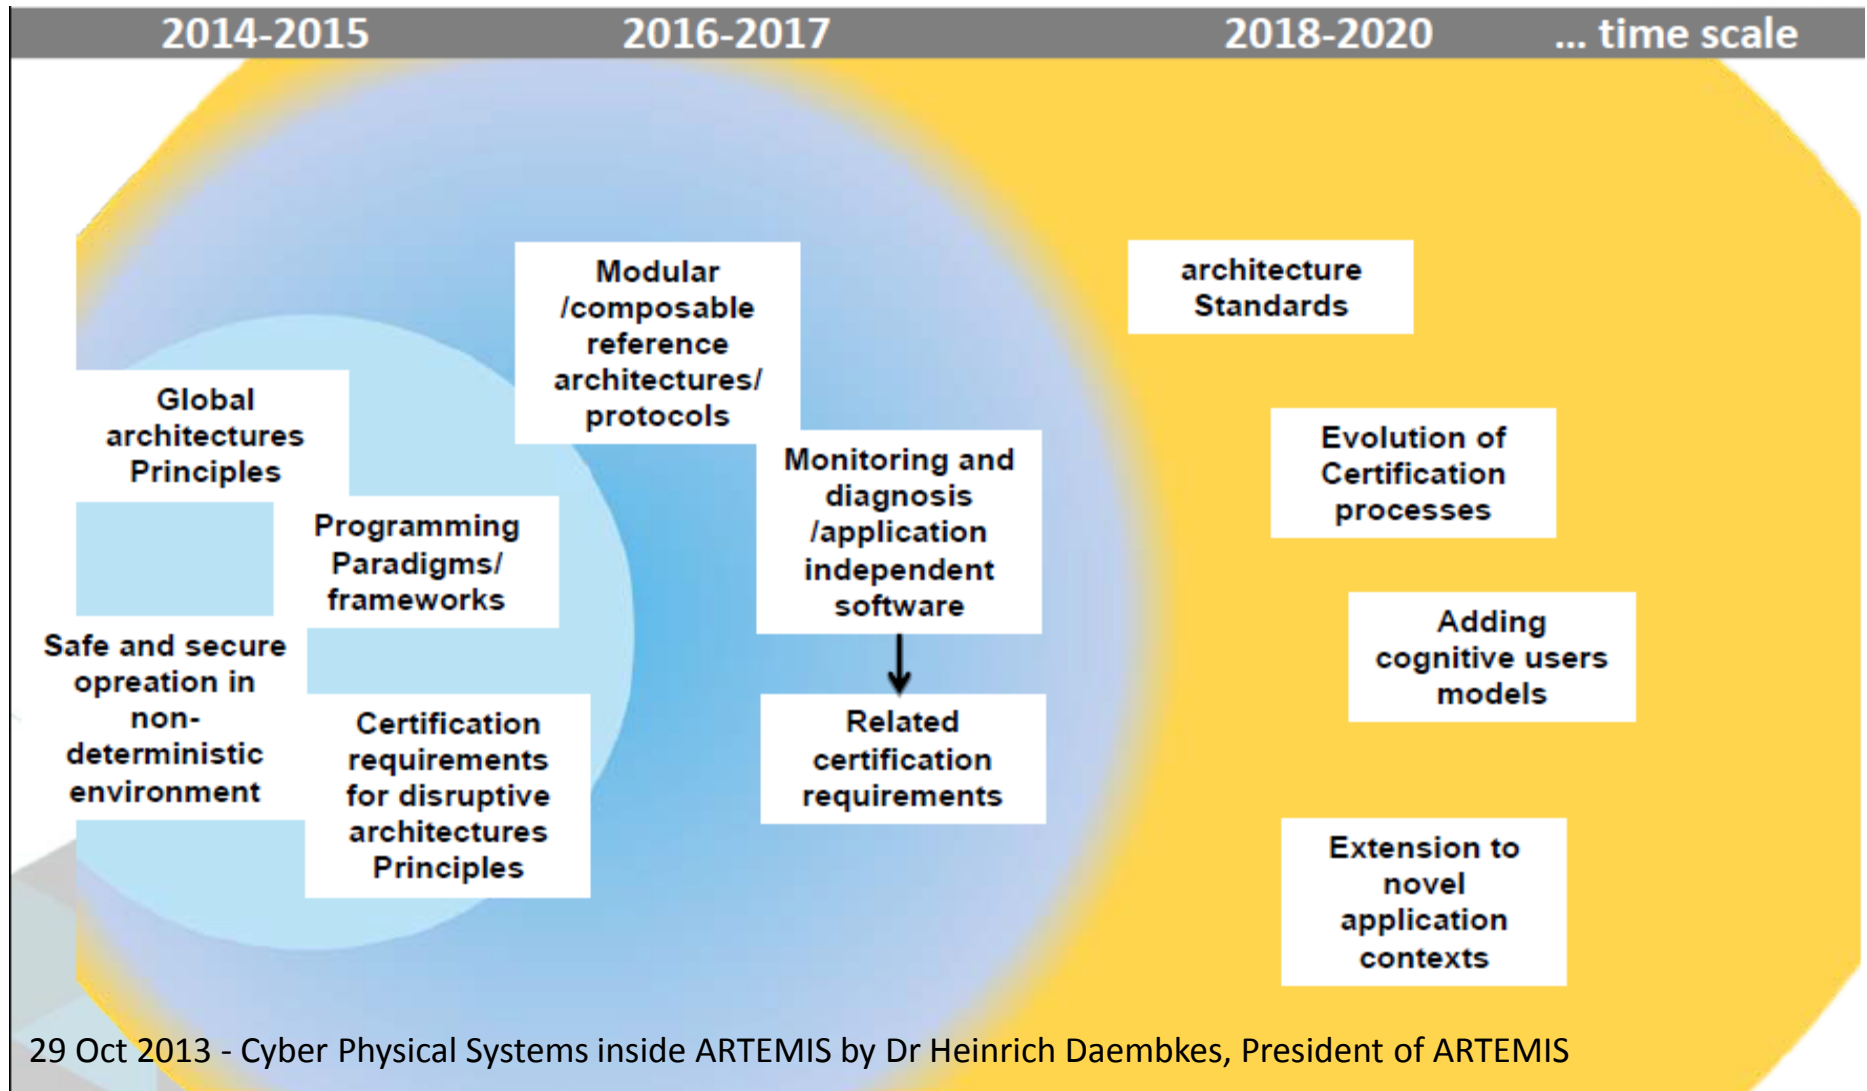 2014-2015
2016-2017
2018-2020
... time scale
Global
architectures
Principles
Programming
Paradigms/
frameworks
Safe and secure
opreation in
non-
deterministic
environment
Certification
requirements
for disruptive
architectures
Principles
Modular
/composable
reference
architectures/
protocols
Monitoring and
diagnosis
/application
independent
software
Related
certification
requirements
architecture
Standards
Evolution of
Certification
processes
Adding
cognitive users
models
Extension to
novel
application
contexts
29 Oct 2013 - Cyber Physical Systems inside ARTEMIS by Dr Heinrich Daembkes, President of ARTEMIS